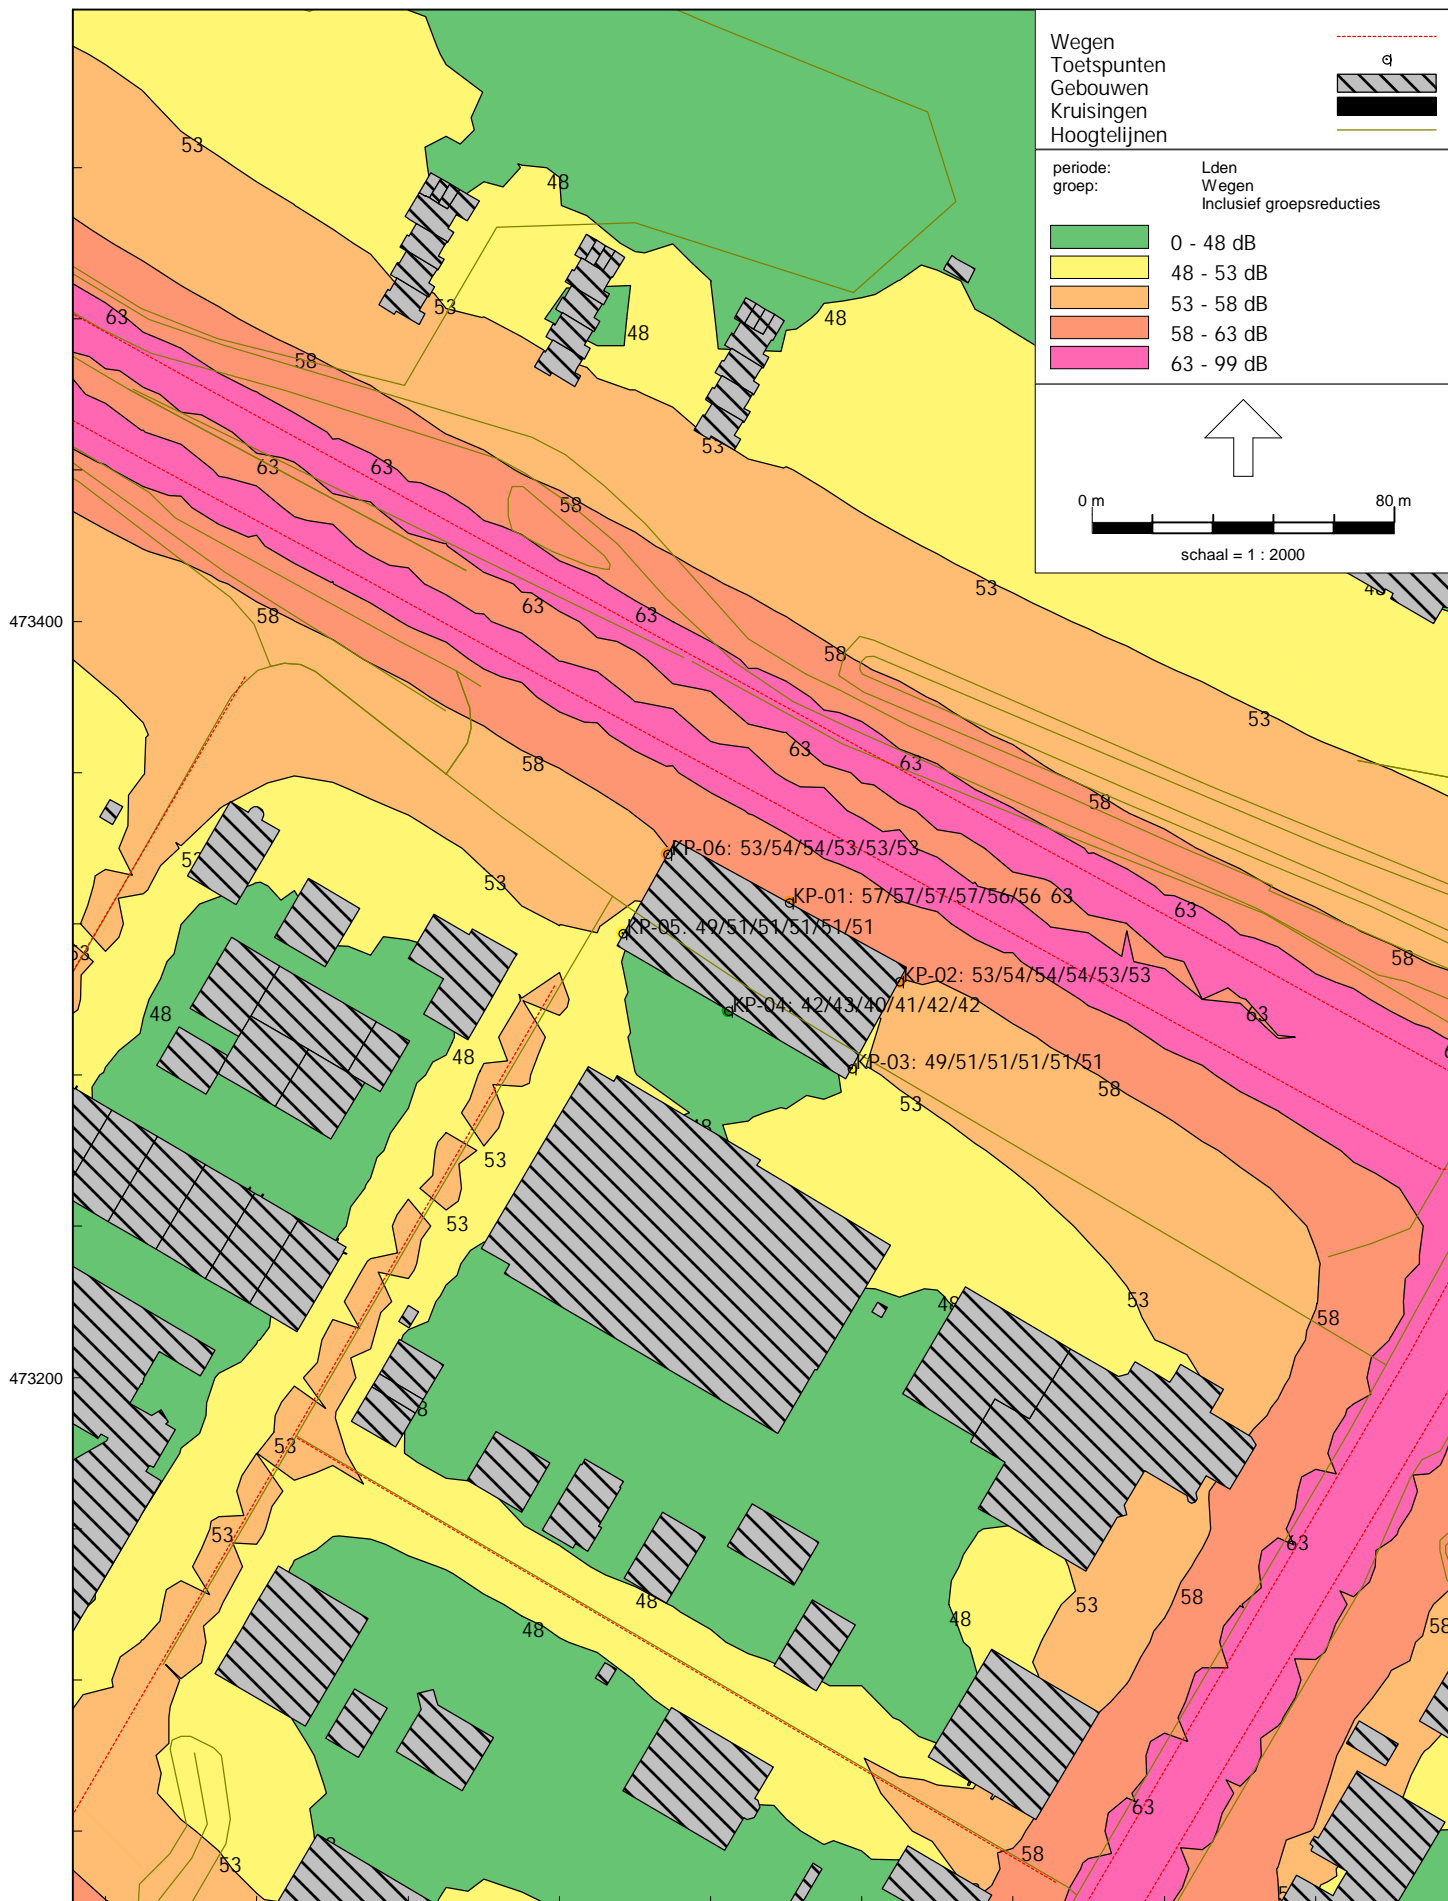 Wegen
Toetspunten
Gebouwen
Kruisingen
Hoogtelijnen
periode: Lden
groep: Wegen
Inclusief groepsreducties
0 - 48 dB
48 - 53 dB
53 - 58 dB
58 - 63 dB
63 - 99 dB
0 m 80 m
schaal = 1 : 2000
53
48
53
63
48
48
58
53
63
63
58
53
63
63
58
473400
58
53
63
58
58
63
58
KP-06: 53/54/54/53/53/53
53
KP-01: 57/57/57/57/56/56 63
63
KP-05: 49/51/51/51/51/51
58
KP-02: 53/54/54/54/53/53
KP-04: 42/43/40/41/42/42
48
63
48
KP-03: 49/51/51/51/51/51
58
53
53
53
53
48
58
473200
53
53
63
58
48
53
48
48
58
63
58
53